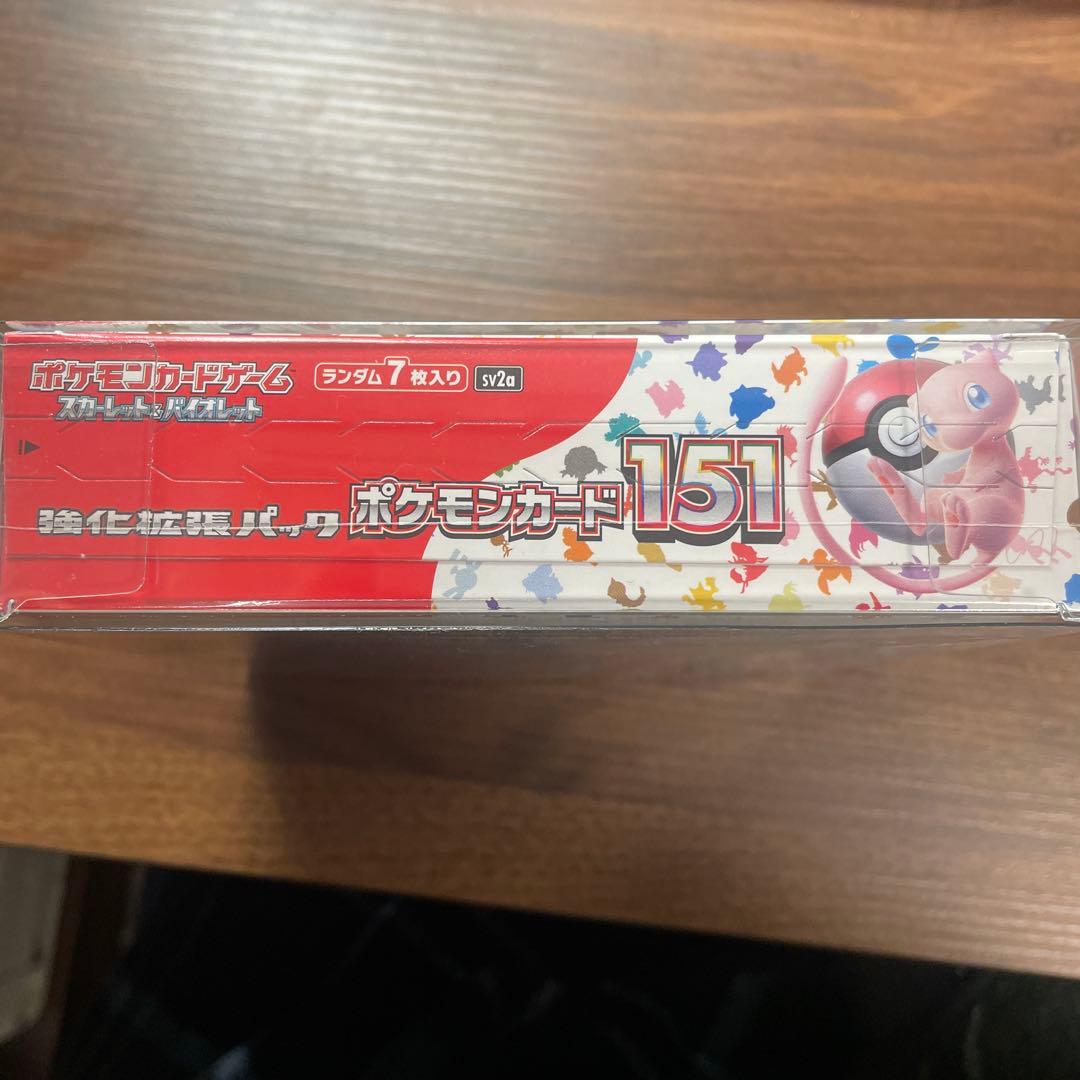 ポケモンカードゲーム
スカーレット&バイオレット
ランダム7枚入り
sv2a
強化拡張パック
ポケモンカード151